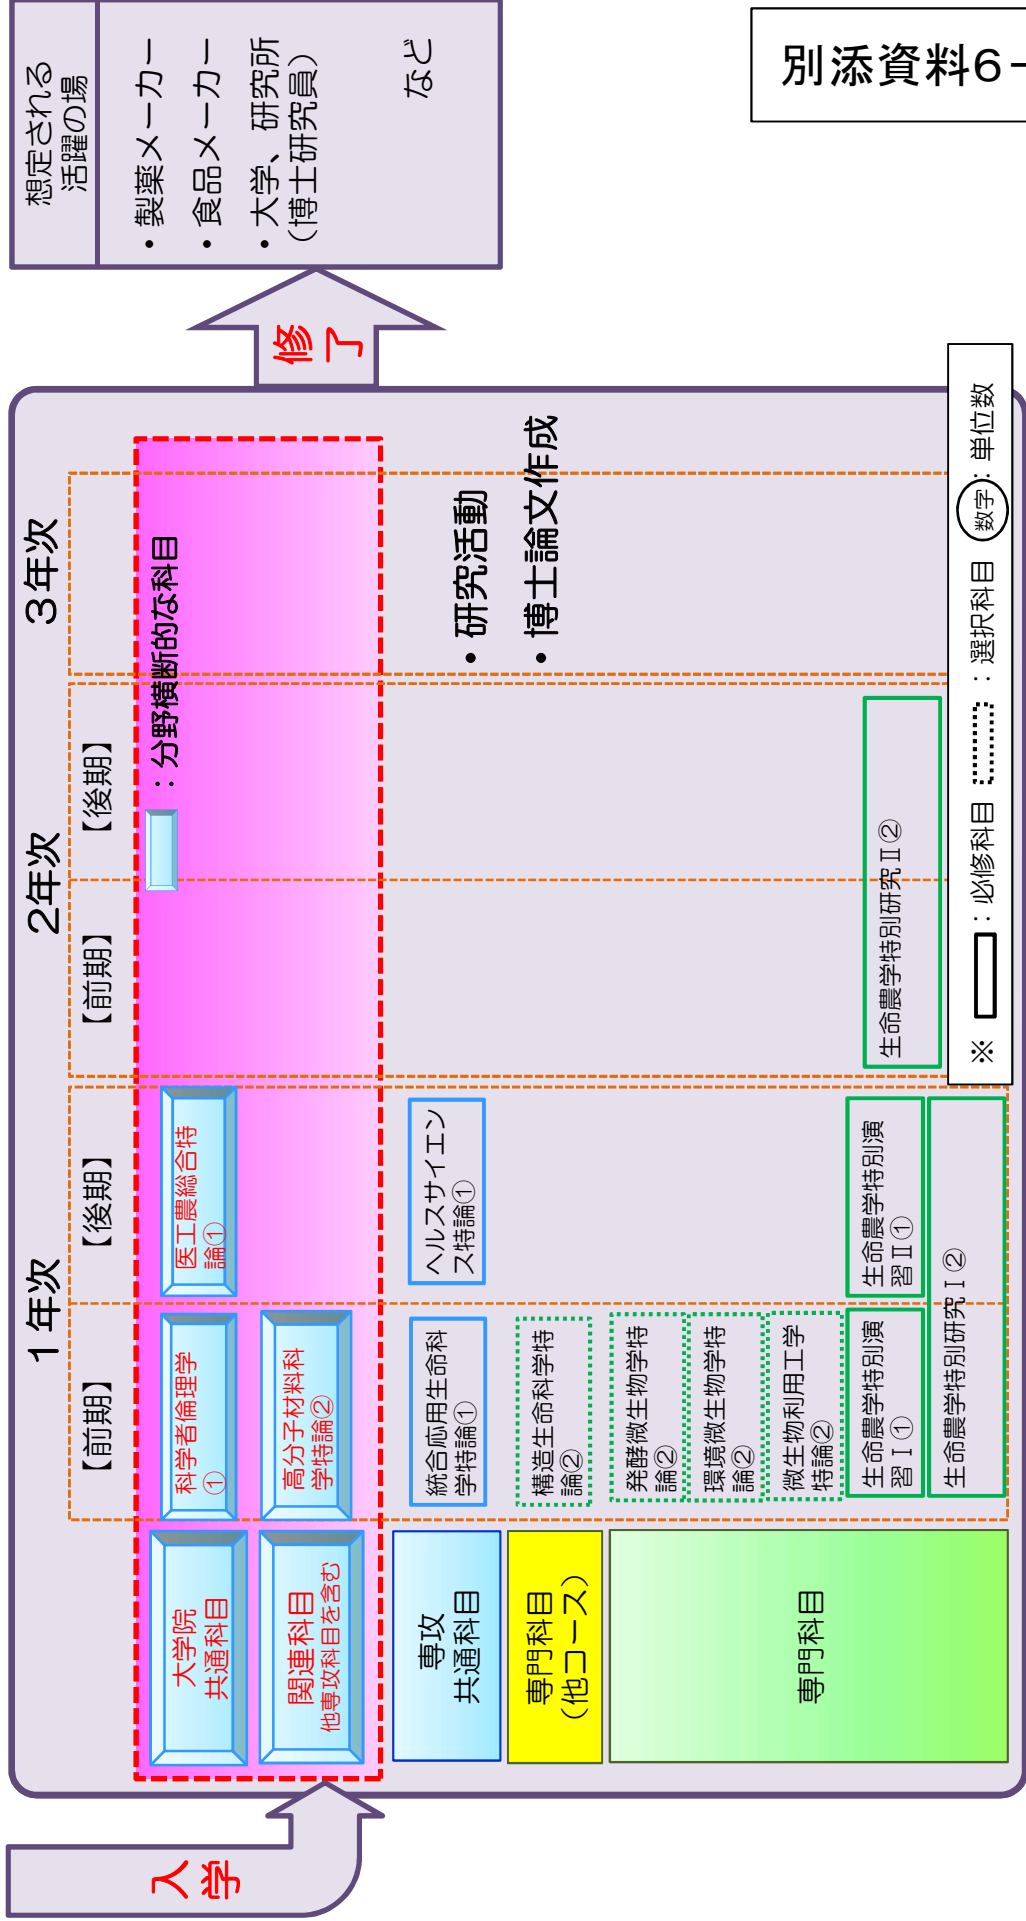 別添資料6-
入
学
1年次
2年次
3年次
【前期】
【後期】
【前期】
【後期】
：分野横断的な科目
大学院
共通科目
科学者倫理学
①
医工農総合特
論①
関連科目
他専攻科目を含む
高分子材料科
学特論②
専攻
共通科目
統合応用生命科
学特論①
ヘルスサイエン
ス特論①
専門科目
(他コース)
構造生命科学特
論②
専門科目
発酵微生物学特
論②
環境微生物学特
論②
微生物利用工学
特論②
生命農学特別演
習Ⅰ①
生命農学特別演
習Ⅱ①
生命農学特別研究Ⅰ②
生命農学特別研究Ⅱ②
・研究活動
・博士論文作成
※ ：必修科目 ：選択科目 数字：単位数
修
了
想定される
活躍の場
・製薬メーカー
・食品メーカー
・大学、研究所
(博士研究員)
など